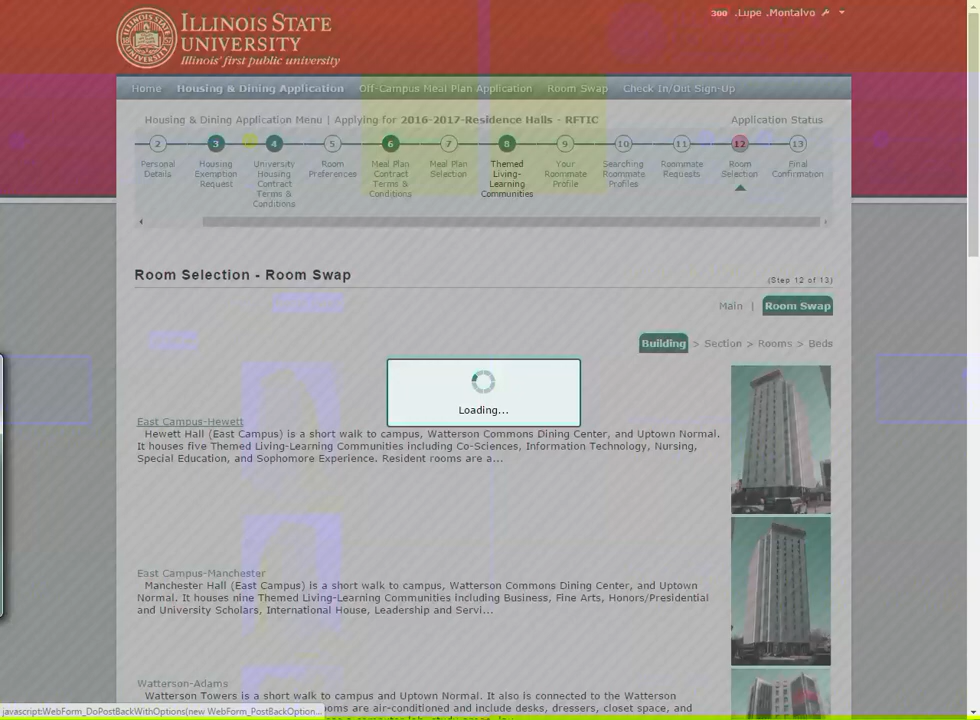 ILLINOIS STATE
UNIVERSITY
Illinois' first public university
300 .Lupe .Montalvo
Home Housing & Dining Application Off-Campus Meal Plan Application Room Swap Check In/Out Sign-Up
Housing & Dining Application Menu | Applying for 2016-2017-Residence Halls - RFTIC Application Status
2 3 4 5 6 7 8 9 10 11 12 13
Personal Details
Housing Exemption Request
University Housing Contract Terms & Conditions
Room Preferences
Meal Plan Contract Terms & Conditions
Meal Plan Selection
Themed Living-Learning Communities
Your Roommate Profile
Searching Roommate Profiles
Roommate Requests
Room Selection
Final Confirmation
Room Selection - Room Swap
(Step 12 of 13)
Main | Room Swap
Building > Section > Rooms > Beds
Loading...
East Campus-Hewett
Hewett Hall (East Campus) is a short walk to campus, Watterson Commons Dining Center, and Uptown Normal.
It houses five Themed Living-Learning Communities including Co-Sciences, Information Technology, Nursing,
Special Education, and Sophomore Experience. Resident rooms are a...
East Campus-Manchester
Manchester Hall (East Campus) is a short walk to campus, Watterson Commons Dining Center, and Uptown
Normal. It houses nine Themed Living-Learning Communities including Business, Fine Arts, Honors/Presidential
and University Scholars, International House, Leadership and Servi...
Watterson-Adams
Watterson Towers is a short walk to campus and Uptown Normal. It also is connected to the Watterson
oms are air-conditioned and include desks, dressers, closet space, and
javascript:WebForm_DoPostBackWithOptions(new WebForm_PostBackOption...